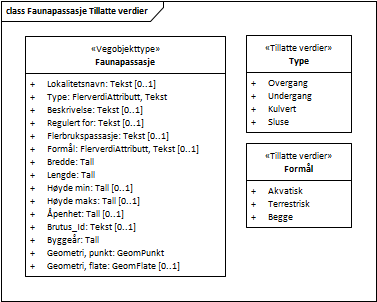 class Faunapassasje Tillatte verdier
«Vegobjekttype»
Faunapassasje
+ Lokalitetsnavn: Tekst [0..1]
+ Type: FlerverdiAttributt, Tekst
+ Beskrivelse: Tekst [0..1]
+ Regulert for: Tekst [0..1]
+ Flerbrukspassasje: Tekst [0..1]
+ Formål: FlerverdiAttributt, Tekst [0..1]
+ Bredde: Tall
+ Lengde: Tall
+ Høyde min: Tall [0..1]
+ Høyde maks: Tall [0..1]
+ Åpenhet: Tall [0..1]
+ Brutus_Id: Tekst [0..1]
+ Byggeår: Tall
+ Geometri, punkt: GeomPunkt
+ Geometri, flate: GeomFlate [0..1]
«Tillatte verdier»
Type
+ Overgang
+ Undergang
+ Kulvert
+ Sluse
«Tillatte verdier»
Formål
+ Akvatisk
+ Terrestrisk
+ Begge